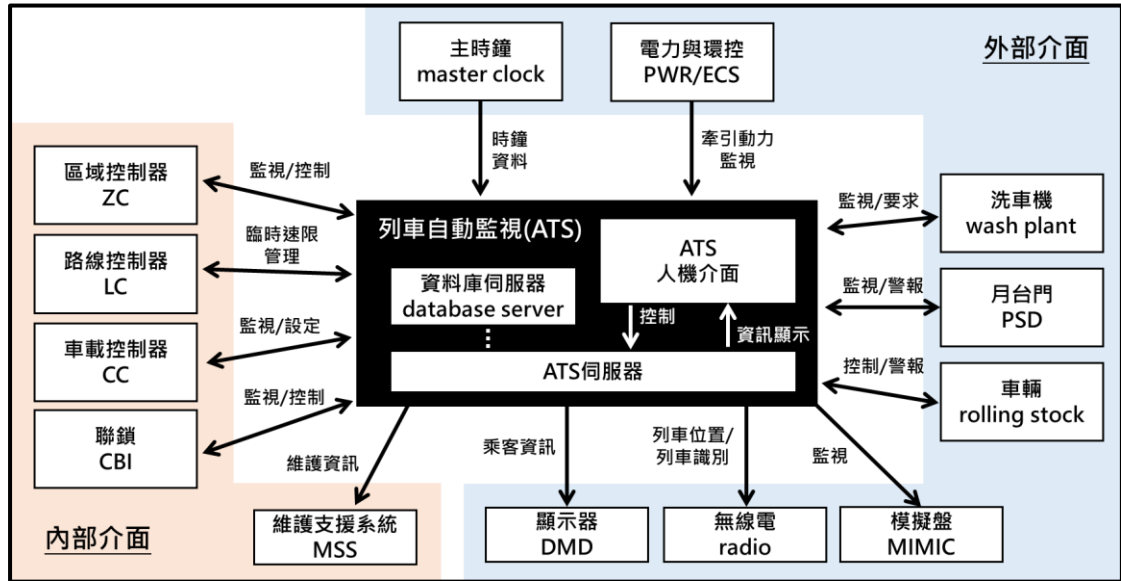 主時鐘
master clock
電力與環控
PWR/ECS
外部介面
時鐘
資料
牽引動力
監視
區域控制器
ZC
監視/控制
路線控制器
LC
臨時速限
管理
車載控制器
CC
監視/設定
聯鎖
CBI
監視/控制
列車自動監視(ATS)
資料庫伺服器
database server
⋮
ATS
人機介面
控制
資訊顯示
ATS伺服器
監視/要求
洗車機
wash plant
監視/警報
月台門
PSD
控制/警報
車輛
rolling stock
維護資訊
乘客資訊
列車位置/
列車識別
監視
內部介面
維護支援系統
MSS
顯示器
DMD
無線電
radio
模擬盤
MIMIC